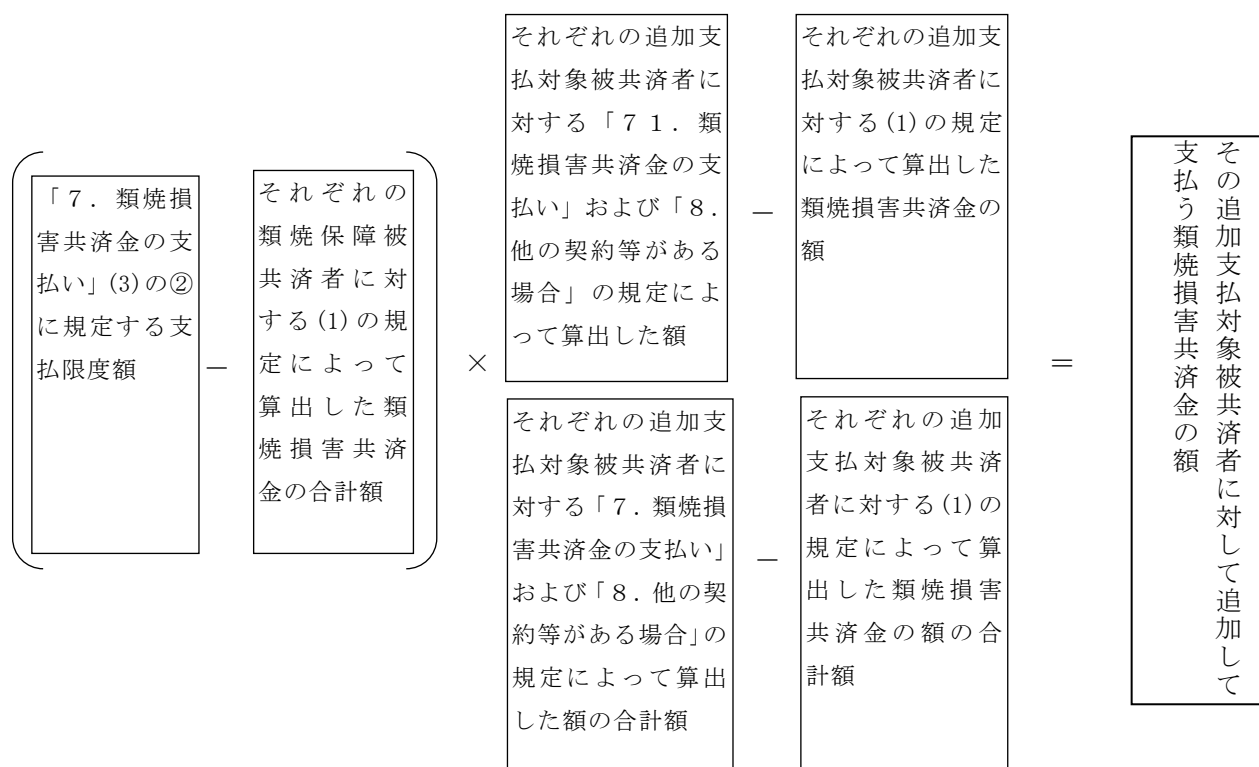 「７．類焼損
害共済金の支
払い」(3)の②
に規定する支
払限度額
－
それぞれの
類焼保障被
共済者に対
する(1)の規
定によって
算出した類
焼損害共済
金の合計額
×
それぞれの追加支
払対象被共済者に
対する「７１．類
焼損害共済金の支
払い」および「８．
他の契約等がある
場合」の規定によ
って算出した額
－
それぞれの追加支
払対象被共済者に
対する(1)の規定
によって算出した
類焼損害共済金の
額
それぞれの追加支
払対象被共済者に
対する「７．類焼損
害共済金の支払い」
および「８．他の契
約等がある場合」の
規定によって算出
した額の合計額
－
それぞれの追加
支払対象被共済
者に対する(1)の
規定によって算
出した類焼損害
共済金の額の合
計額
＝
その追加支払対象被共済者に対して追加して
支払う類焼損害共済金の額